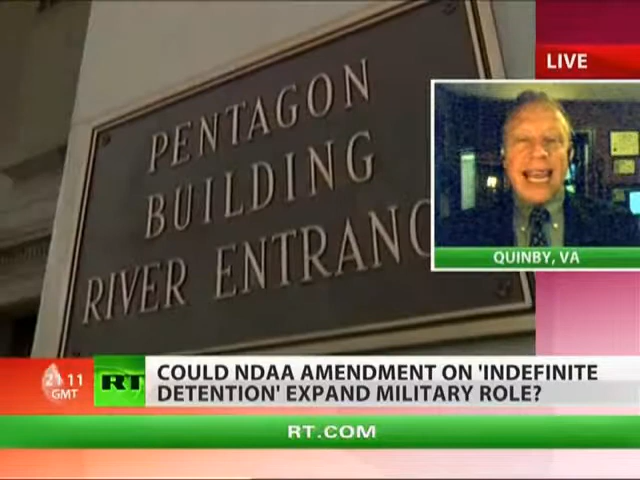 LIVE
PENTAGON
BUILDING
RIVER ENTRANC
QUINBY, VA
21:11
GMT
RT
COULD NDAA AMENDMENT ON 'INDEFINITE
DETENTION' EXPAND MILITARY ROLE?
RT.COM